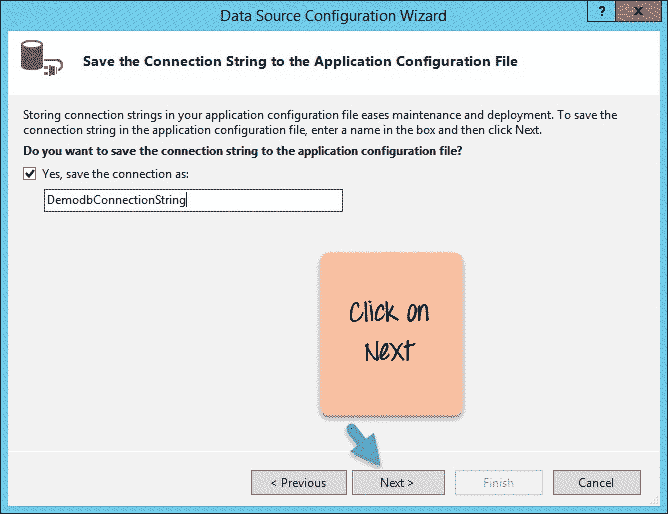 Data Source Configuration Wizard
? x
Save the Connection String to the Application Configuration File
Storing connection strings in your application configuration file eases maintenance and deployment. To save the
connection string in the application configuration file, enter a name in the box and then click Next.
Do you want to save the connection string to the application configuration file?
Yes, save the connection as:
DemodbConnectionString
Click on
Next
< Previous Next > Finish Cancel